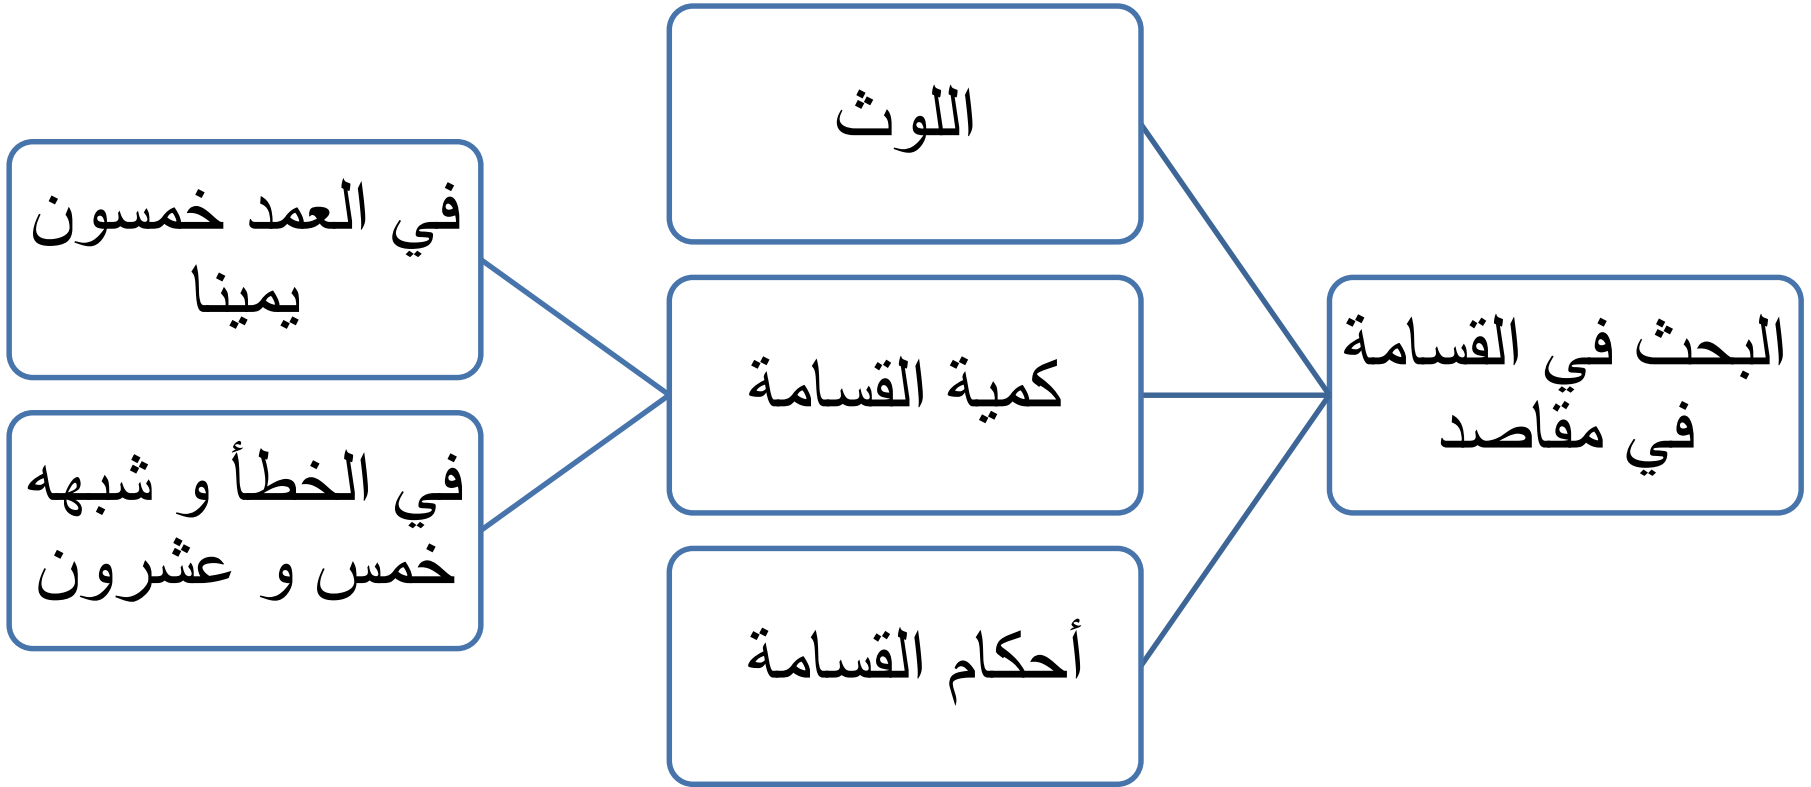 البحث في القسامة
في مقاصد
اللوث
كمية القسامة
في العمد خمسون
يمينا
في الخطأ و شبهه
خمس و عشرون
أحكام القسامة